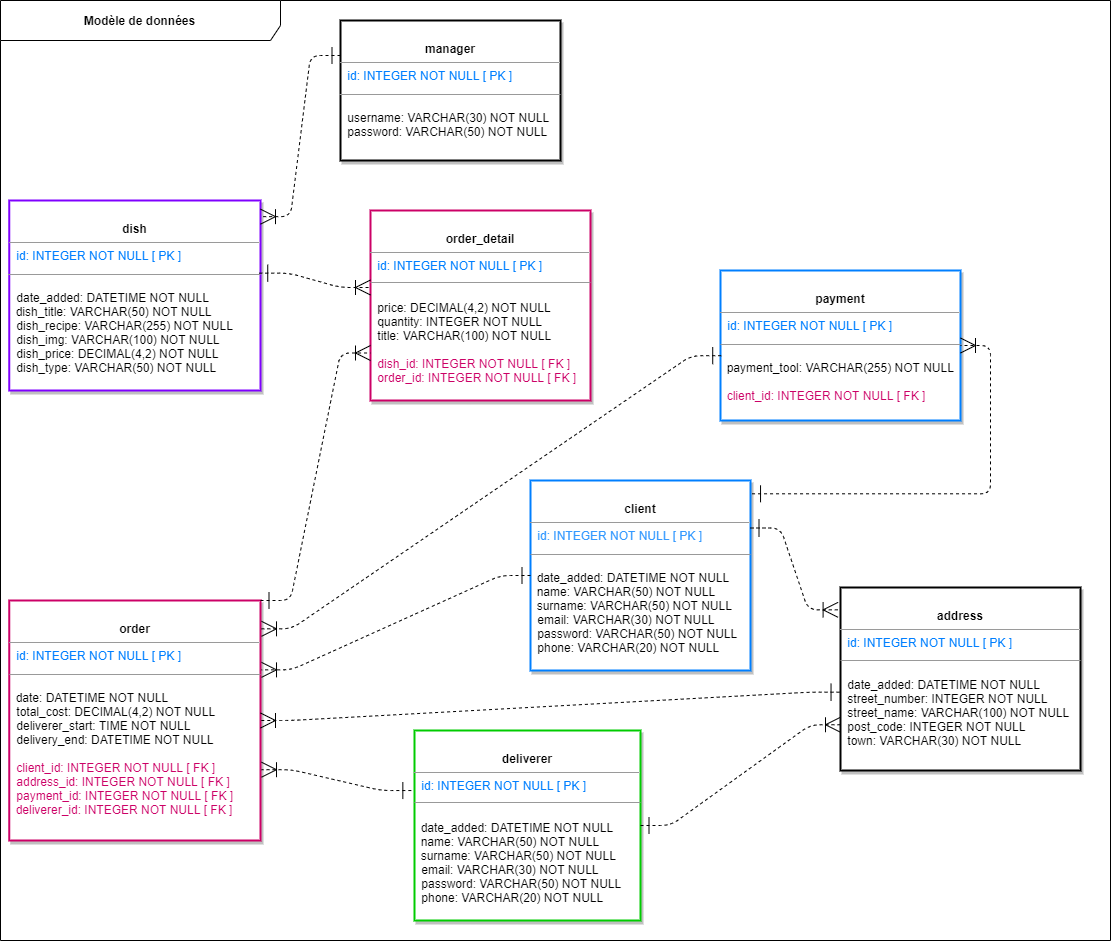 Modèle de données
manager
id: INTEGER NOT NULL [ PK ]
username: VARCHAR(30) NOT NULL
password: VARCHAR(50) NOT NULL
dish
id: INTEGER NOT NULL [ PK ]
date_added: DATETIME NOT NULL
dish_title: VARCHAR(50) NOT NULL
dish_recipe: VARCHAR(255) NOT NULL
dish_img: VARCHAR(100) NOT NULL
dish_price: DECIMAL(4,2) NOT NULL
dish_type: VARCHAR(50) NOT NULL
order_detail
id: INTEGER NOT NULL [ PK ]
price: DECIMAL(4,2) NOT NULL
quantity: INTEGER NOT NULL
title: VARCHAR(100) NOT NULL
dish_id: INTEGER NOT NULL [ FK ]
order_id: INTEGER NOT NULL [ FK ]
payment
id: INTEGER NOT NULL [ PK ]
payment_tool: VARCHAR(255) NOT NULL
client_id: INTEGER NOT NULL [ FK ]
client
id: INTEGER NOT NULL [ PK ]
date_added: DATETIME NOT NULL
name: VARCHAR(50) NOT NULL
surname: VARCHAR(50) NOT NULL
email: VARCHAR(30) NOT NULL
password: VARCHAR(50) NOT NULL
phone: VARCHAR(20) NOT NULL
order
id: INTEGER NOT NULL [ PK ]
date: DATETIME NOT NULL
total_cost: DECIMAL(4,2) NOT NULL
deliverer_start: TIME NOT NULL
delivery_end: DATETIME NOT NULL
client_id: INTEGER NOT NULL [ FK ]
address_id: INTEGER NOT NULL [ FK ]
payment_id: INTEGER NOT NULL [ FK ]
deliverer_id: INTEGER NOT NULL [ FK ]
address
id: INTEGER NOT NULL [ PK ]
date_added: DATETIME NOT NULL
street_number: INTEGER NOT NULL
street_name: VARCHAR(100) NOT NULL
post_code: INTEGER NOT NULL
town: VARCHAR(30) NOT NULL
deliverer
id: INTEGER NOT NULL [ PK ]
date_added: DATETIME NOT NULL
name: VARCHAR(50) NOT NULL
surname: VARCHAR(50) NOT NULL
email: VARCHAR(30) NOT NULL
password: VARCHAR(50) NOT NULL
phone: VARCHAR(20) NOT NULL